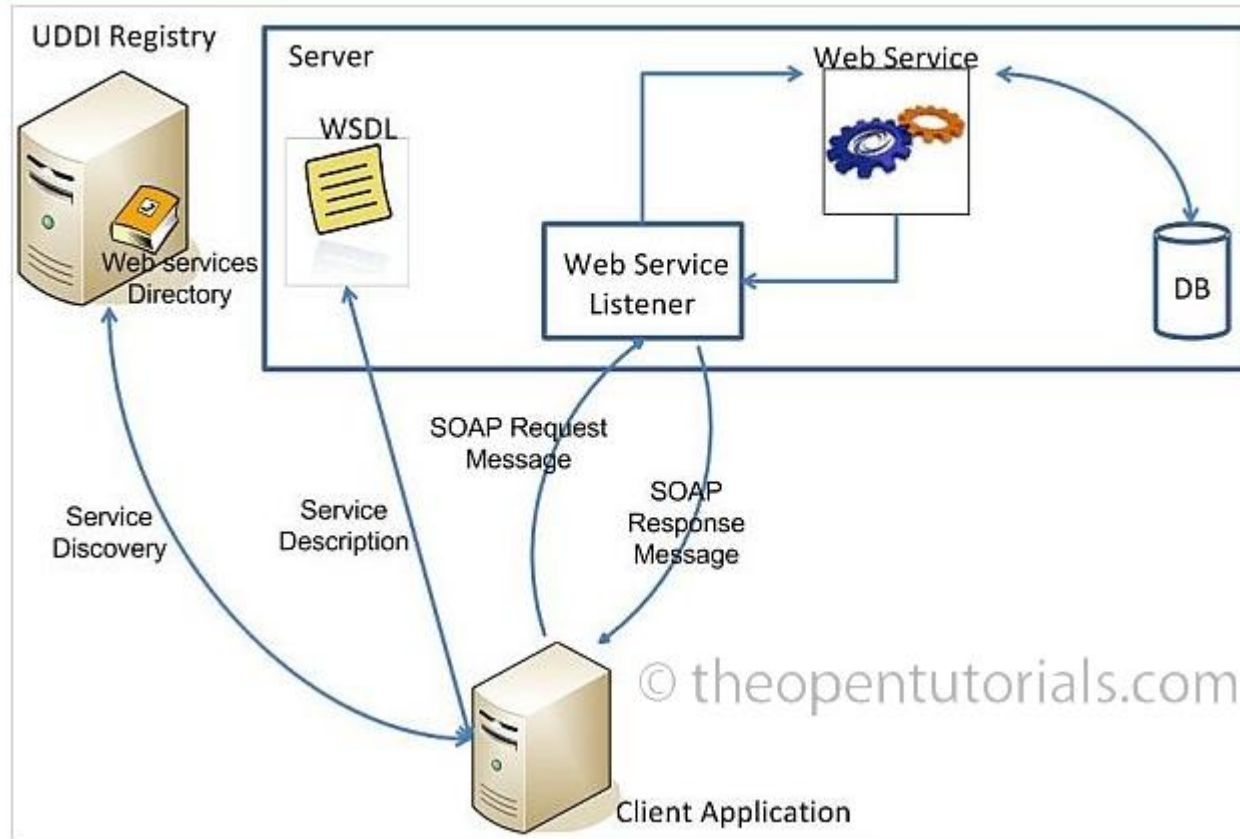 UDDI Registry
Server
Web Service
WSDL
Web services
Directory
Web Service
Listener
DB
SOAP Request
Message
SOAP
Response
Message
Service
Discovery
Service
Description
© theopentutorials.com
Client Application